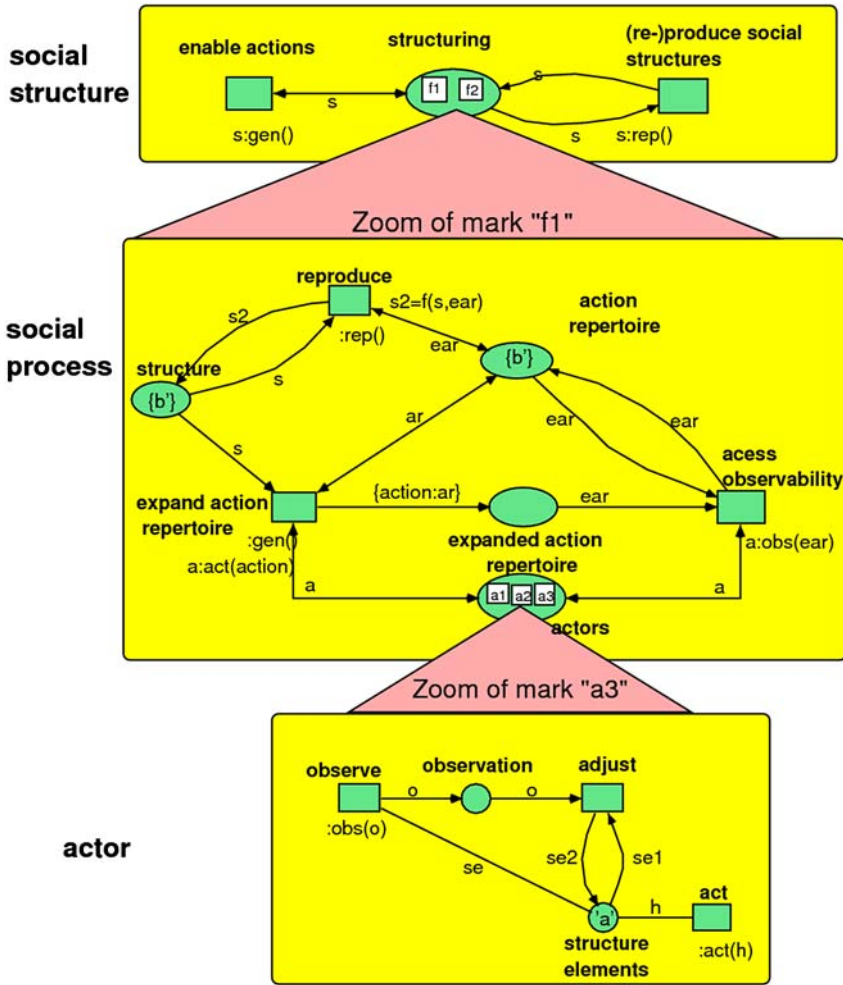 social
structure
enable actions
s
s:gen()
structuring
f1 f2
(re-)produce social
structures
s
s
s:rep()
Zoom of mark "f1"
social
process
reproduce
s2
s2=f(s,ear)
:rep()
ear
action
repertoire
{b'}
structure
{b'}
s
s
ar
ear
ear
acess
observability
expand action
repertoire
{action:ar}
ear
:gen()
a:act(action)
expanded action
repertoire
a:obs(ear)
a
a1 a2 a3
a
actors
Zoom of mark "a3"
actor
observe
o
observation
o
adjust
:obs(o)
se
se2
se1
'a'
h
act
structure
elements
:act(h)